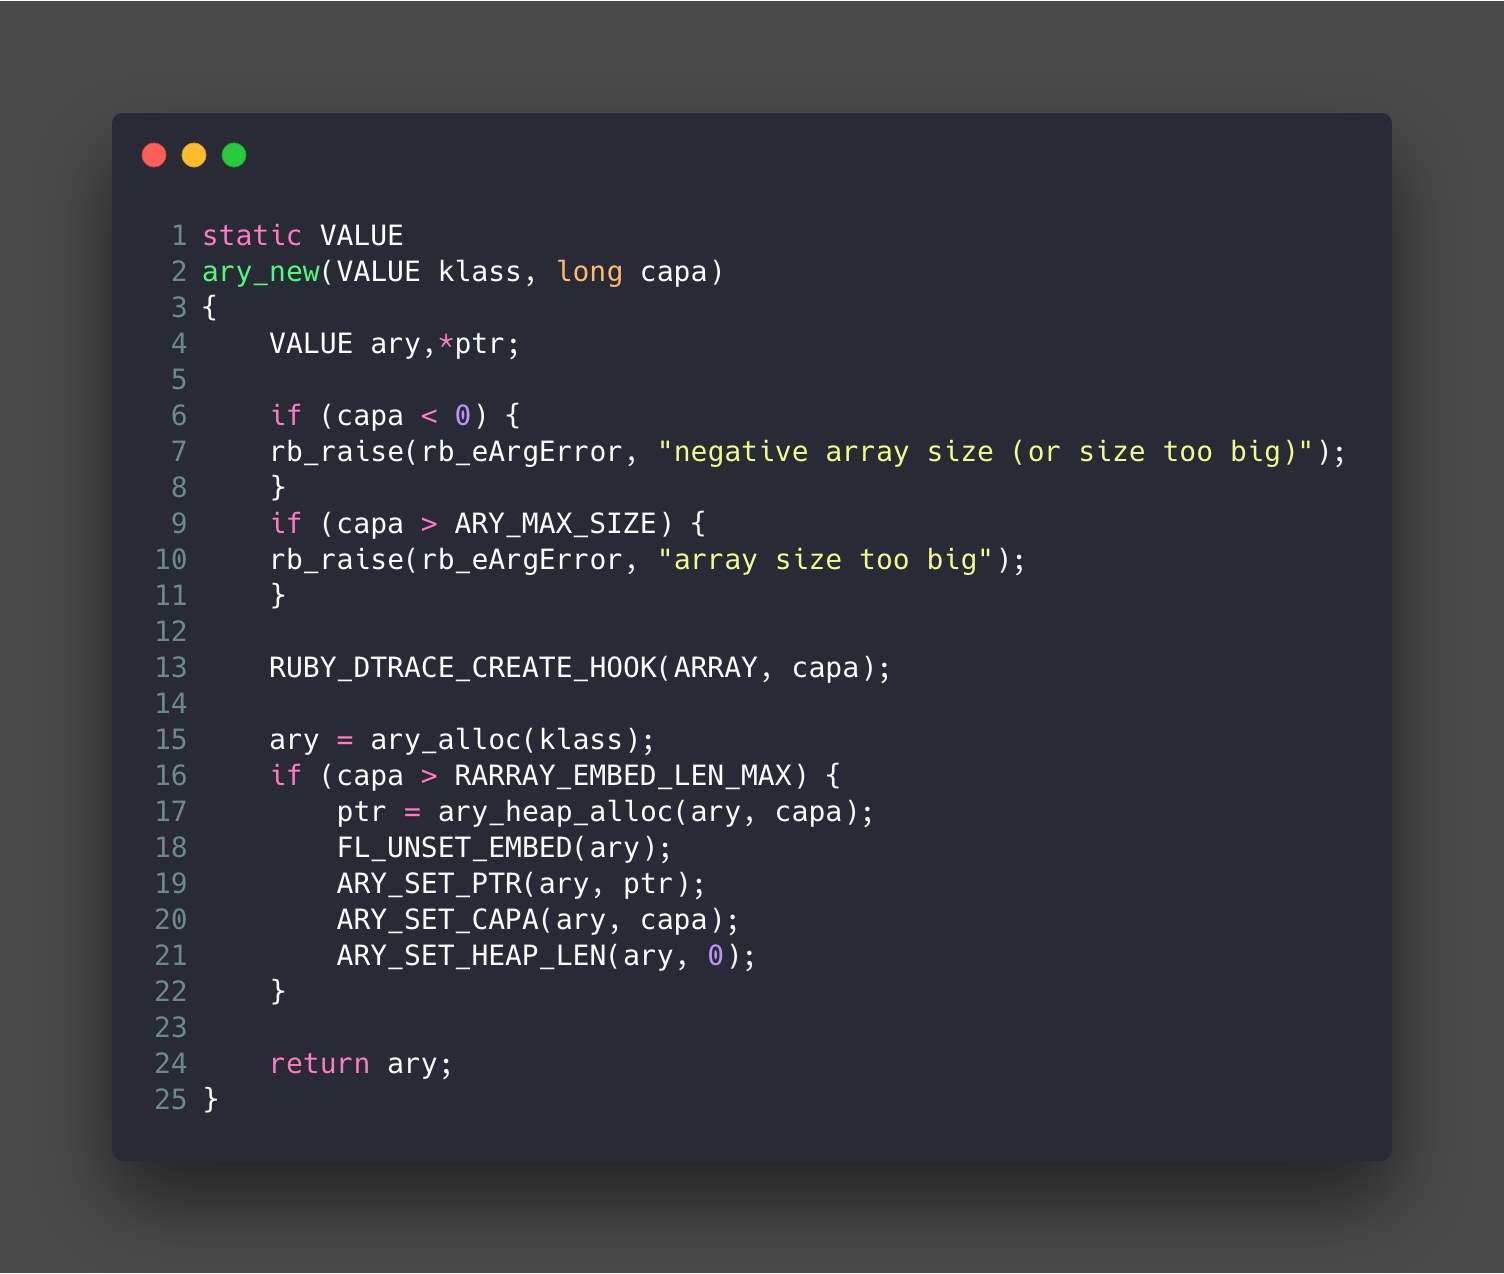 1 static VALUE
2 ary_new(VALUE klass, long capa)
3 {
4     VALUE ary,*ptr;
5
6     if (capa < 0) {
7     rb_raise(rb_eArgError, "negative array size (or size too big)");
8     }
9     if (capa > ARY_MAX_SIZE) {
10     rb_raise(rb_eArgError, "array size too big");
11     }
12
13     RUBY_DTRACE_CREATE_HOOK(ARRAY, capa);
14
15     ary = ary_alloc(klass);
16     if (capa > RARRAY_EMBED_LEN_MAX) {
17         ptr = ary_heap_alloc(ary, capa);
18         FL_UNSET_EMBED(ary);
19         ARY_SET_PTR(ary, ptr);
20         ARY_SET_CAPA(ary, capa);
21         ARY_SET_HEAP_LEN(ary, 0);
22     }
23
24     return ary;
25 }